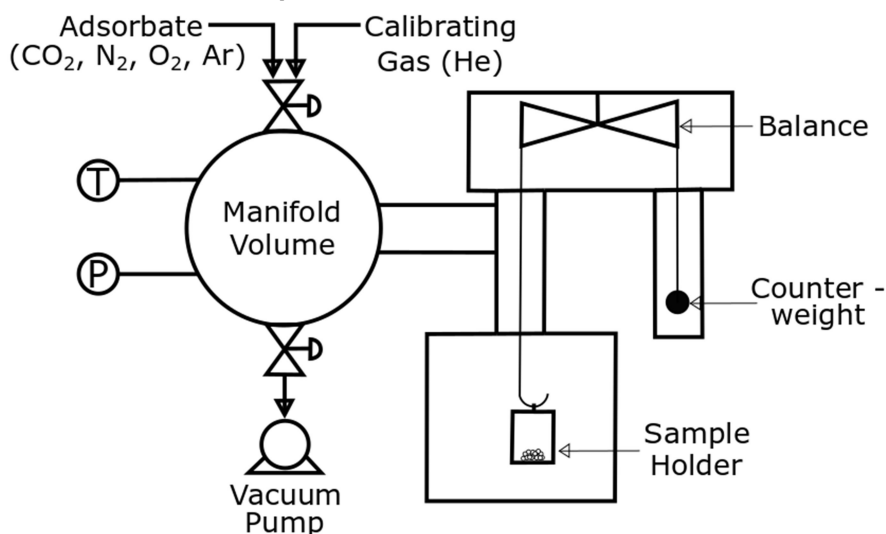 Adsorbate
(CO₂, N₂, O₂, Ar)
Calibrating
Gas (He)
Balance
T
Manifold
Volume
P
Counter -
weight
Sample
Holder
Vacuum
Pump